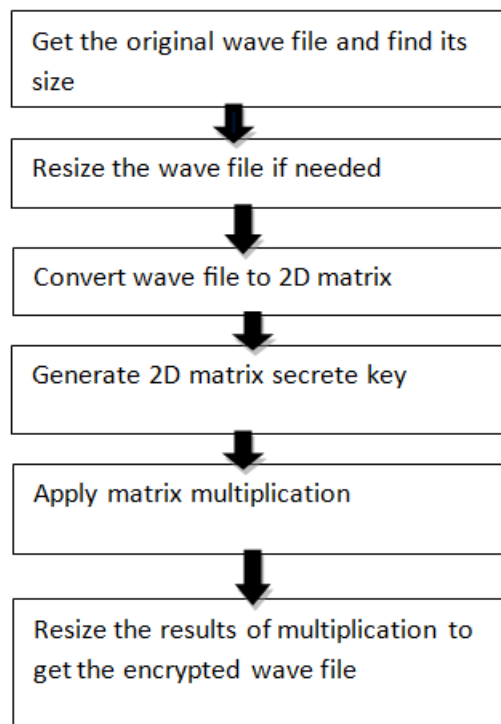 Get the original wave file and find its
size
Resize the wave file if needed
Convert wave file to 2D matrix
Generate 2D matrix secrete key
Apply matrix multiplication
Resize the results of multiplication to
get the encrypted wave file